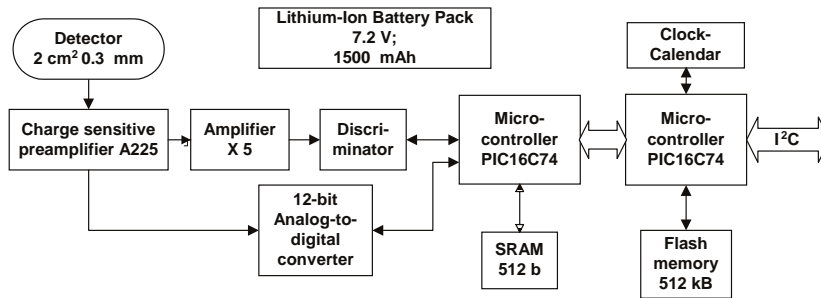 Detector
2 cm² 0.3 mm
Lithium-Ion Battery Pack
7.2 V;
1500 mAh
Clock-
Calendar
Charge sensitive
preamplifier A225
Amplifier
X 5
Discri-
minator
Micro-
controller
PIC16C74
Micro-
controller
PIC16C74
I²C
12-bit
Analog-to-
digital
converter
SRAM
512 b
Flash
memory
512 kB